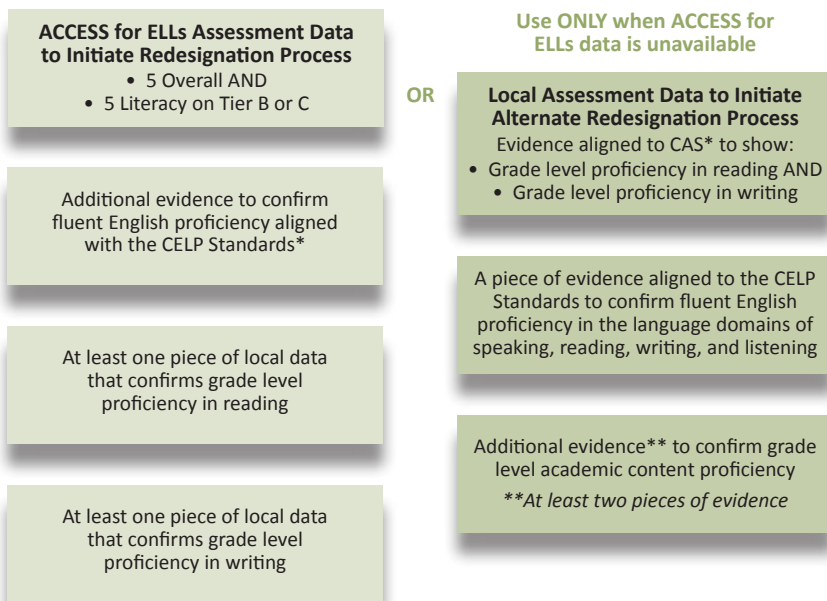 ACCESS for ELLs Assessment Data
to Initiate Redesignation Process
• 5 Overall AND
• 5 Literacy on Tier B or C
Additional evidence to confirm
fluent English proficiency aligned
with the CELP Standards*
At least one piece of local data
that confirms grade level
proficiency in reading
At least one piece of local data
that confirms grade level
proficiency in writing
OR
Use ONLY when ACCESS for
ELLs data is unavailable
Local Assessment Data to Initiate
Alternate Redesignation Process
Evidence aligned to CAS* to show:
• Grade level proficiency in reading AND
• Grade level proficiency in writing
A piece of evidence aligned to the CELP
Standards to confirm fluent English
proficiency in the language domains of
speaking, reading, writing, and listening
Additional evidence** to confirm grade
level academic content proficiency
**At least two pieces of evidence